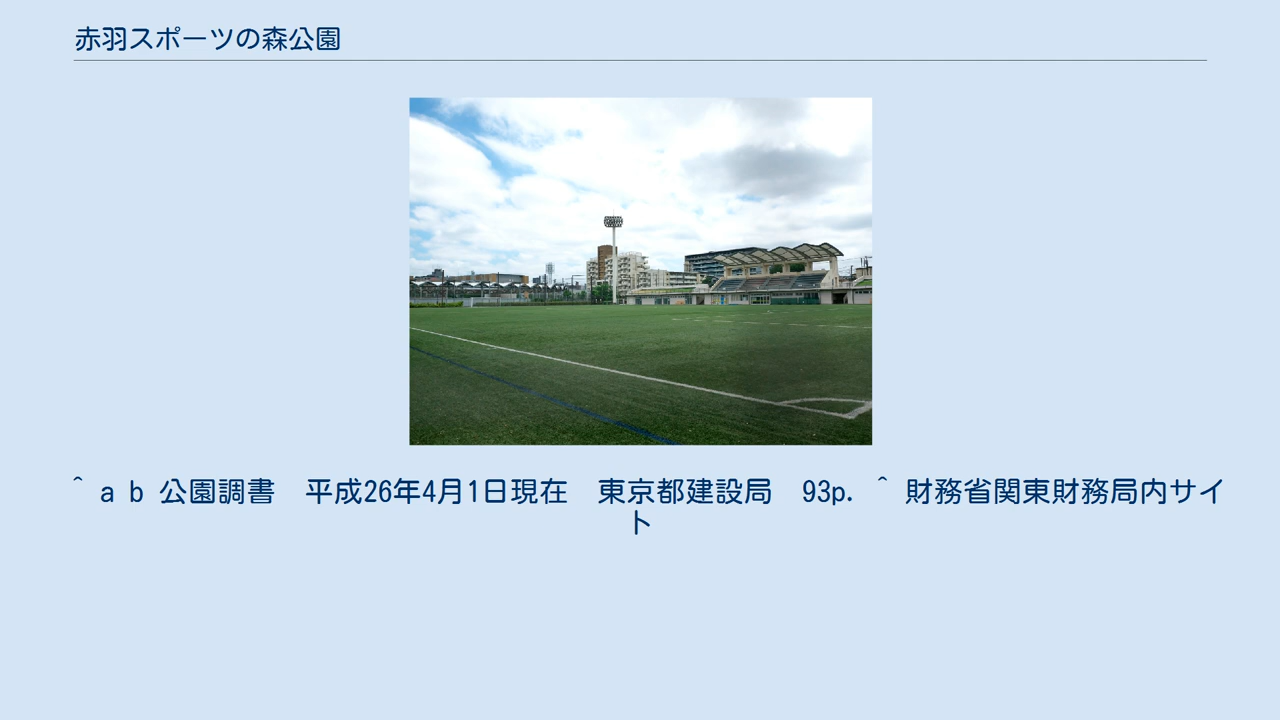 赤羽スポーツの森公園
^ a b 公園調書　平成26年4月1日現在　東京都建設局　93p. ^ 財務省関東財務局内サイ
ト